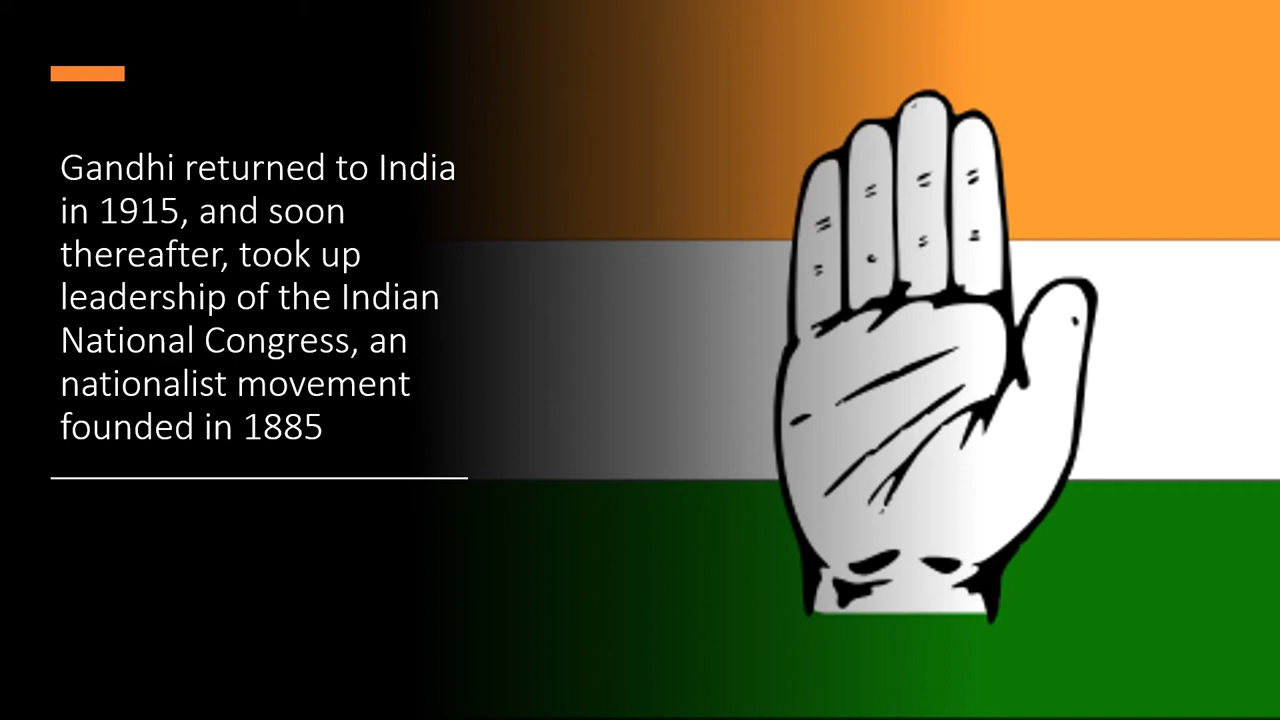 Gandhi returned to India
in 1915, and soon
thereafter, took up
leadership of the Indian
National Congress, an
nationalist movement
founded in 1885